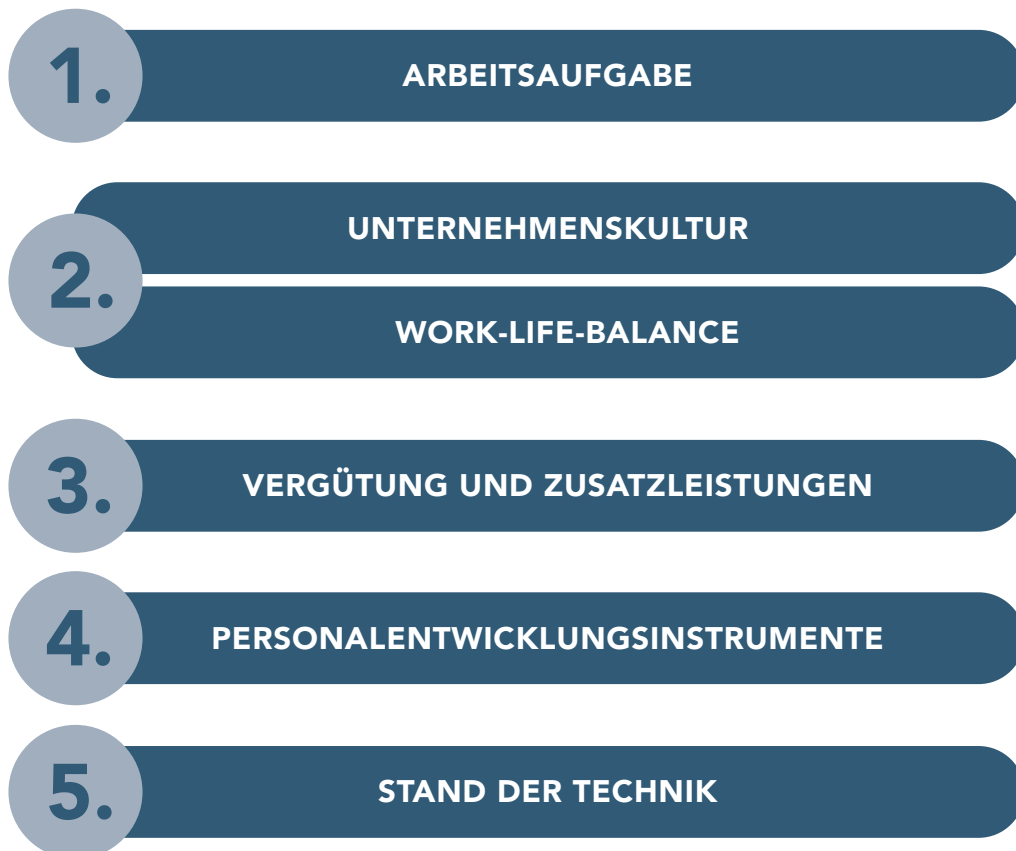 1. ARBEITSAUFGABE
2. UNTERNEHMENSKULTUR
WORK-LIFE-BALANCE
3. VERGÜTUNG UND ZUSATZLEISTUNGEN
4. PERSONALENTWICKLUNGSINSTRUMENTE
5. STAND DER TECHNIK